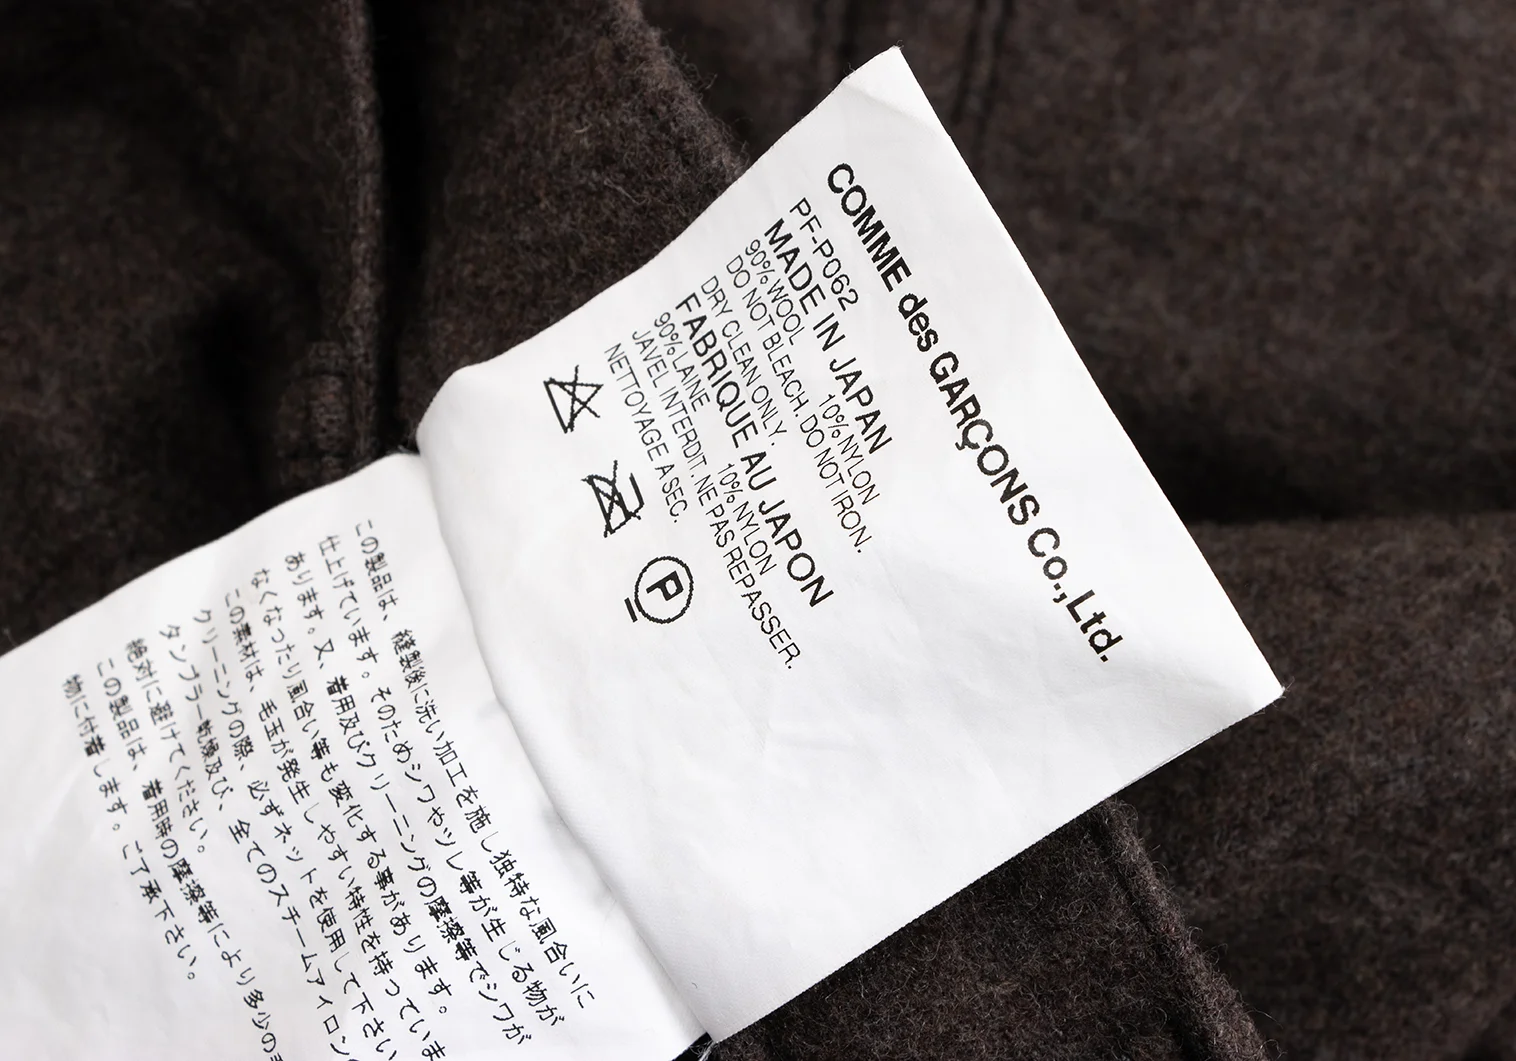 COMME des GARÇONS Co., Ltd.
PF-P062
MADE IN JAPAN
90% WOOL 10% NYLON
DO NOT BLEACH. DO NOT IRON.
DRY CLEAN ONLY.
FABRIQUE AU JAPON
90% LAINE 10% NYLON
JAVEL INTERDIT. NE PAS REPASSER.
NETTOYAGE A SEC.
P
この製品は、縫製後に洗い加工を施し独特な風合いに
仕上げています。そのためシワやツレ等が生じる物が
あります。又、着用及びクリーニングの摩擦等でシワが
なくなったり風合い等も変化する事があります。
この素材は、毛玉が発生しやすい特性を持っていま
クリーニングの際、必ずネットを使用して下さい
タンブラー乾燥及び、全てのスチームアイロン
絶対に避けてください。
この製品は、着用時の摩擦等により多少の
物に付着します。ご了承下さい。